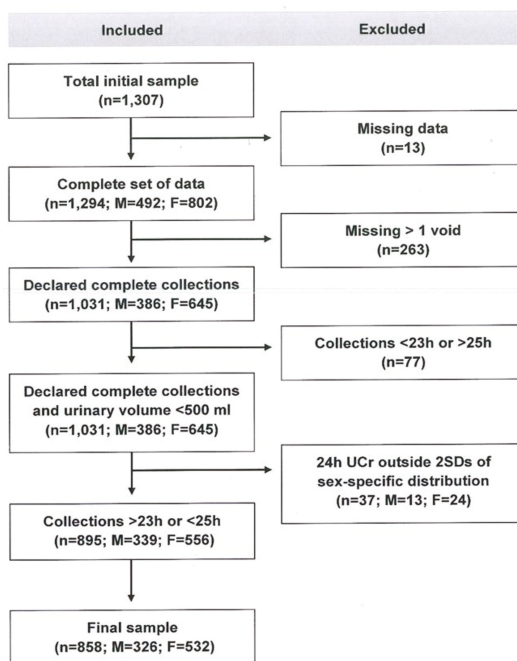 Included
Excluded
Total initial sample
(n=1,307)
Missing data
(n=13)
Complete set of data
(n=1,294; M=492; F=802)
Missing > 1 void
(n=263)
Declared complete collections
(n=1,031; M=386; F=645)
Collections <23h or >25h
(n=77)
Declared complete collections
and urinary volume <500 ml
(n=1,031; M=386; F=645)
24h UCr outside 2SDs of
sex-specific distribution
(n=37; M=13; F=24)
Collections >23h or <25h
(n=895; M=339; F=556)
Final sample
(n=858; M=326; F=532)